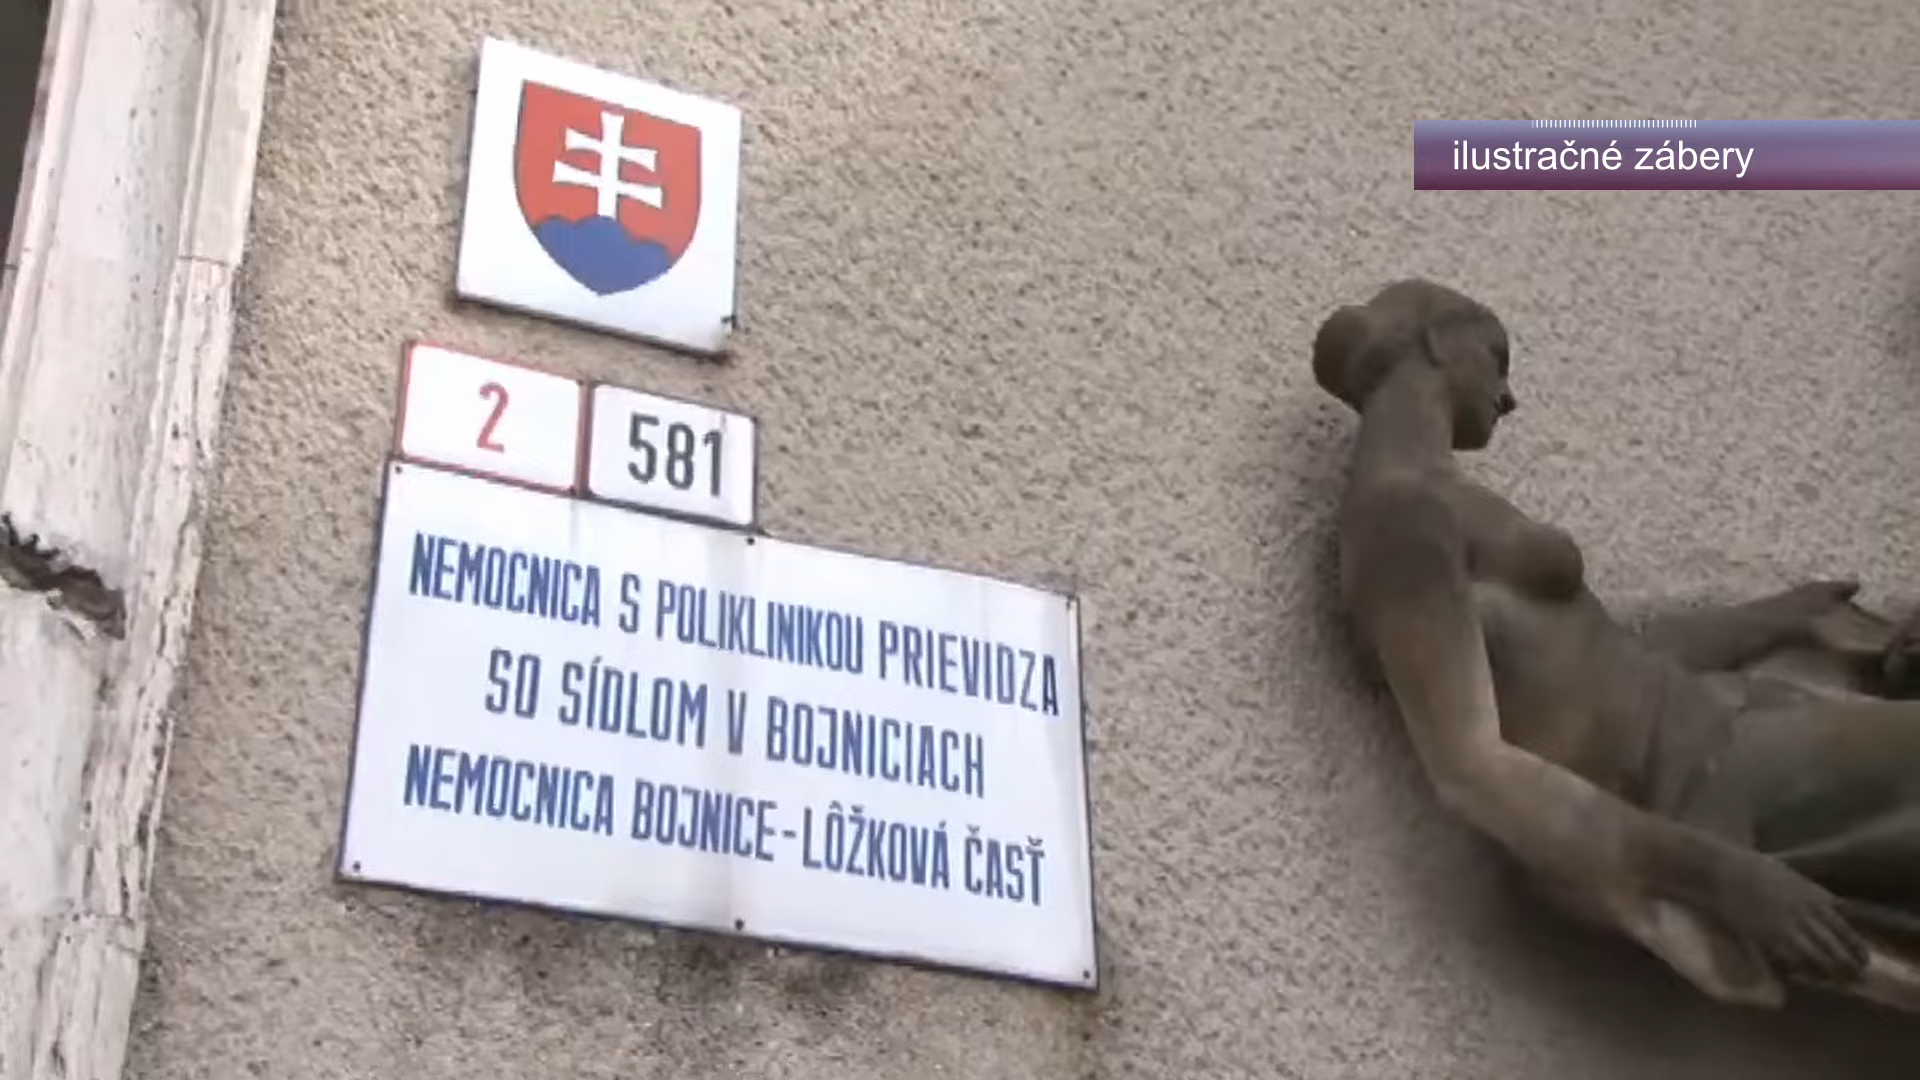 ilustračné zábery
2
581
NEMOCNICA S POLIKLINIKOU PRIEVIDZA
SO SÍDLOM V BOJNICIACH
NEMOCNICA BOJNICE-LÔŽKOVÁ ČASŤ